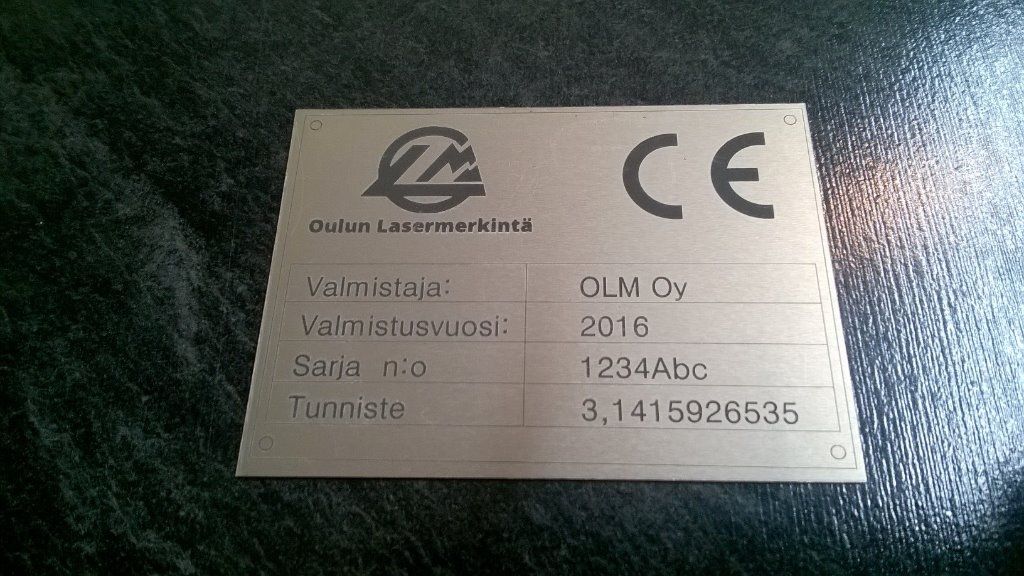 CE
Oulun Lasermerkintä
Valmistaja: OLM Oy
Valmistusvuosi: 2016
Sarja n:o 1234Abc
Tunniste 3,1415926535